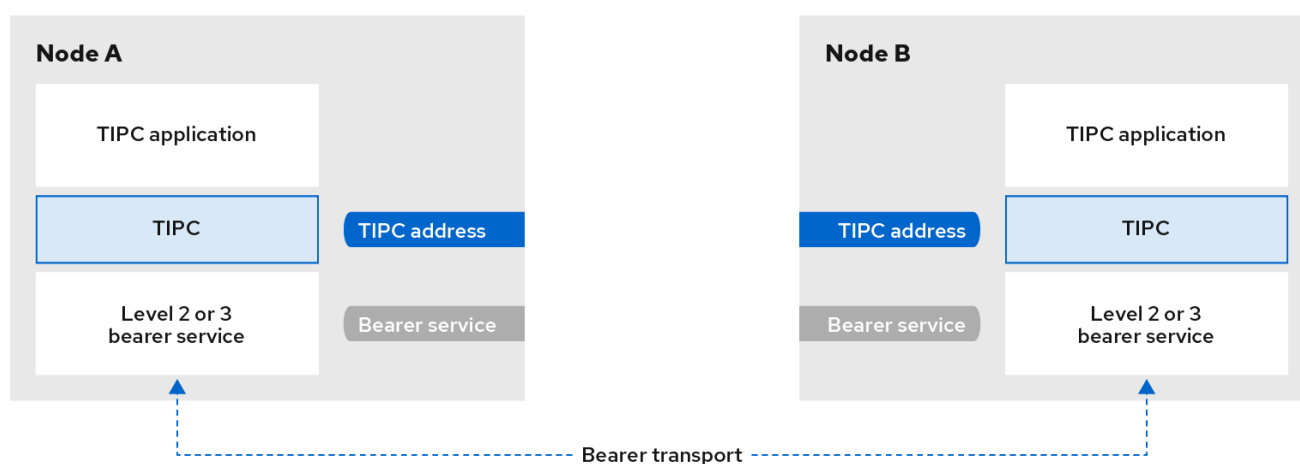 Node A
TIPC application
TIPC
TIPC address
Level 2 or 3
bearer service
Bearer service
Node B
TIPC application
TIPC address
TIPC
Bearer service
Level 2 or 3
bearer service
Bearer transport